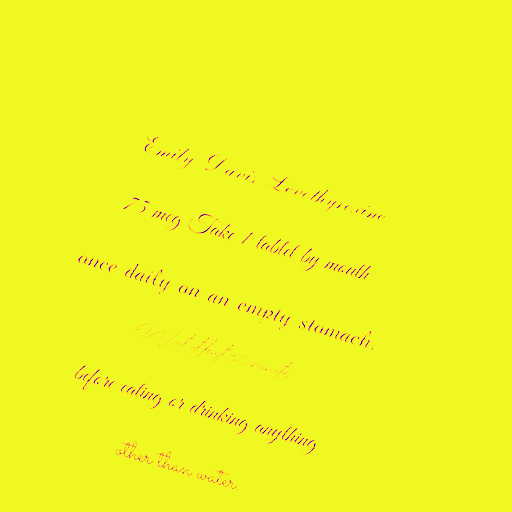 Emily Davis Levothyroxine
75 mcg Take 1 tablet by mouth
once daily on an empty stomach.
before eating or drinking anything
other than water